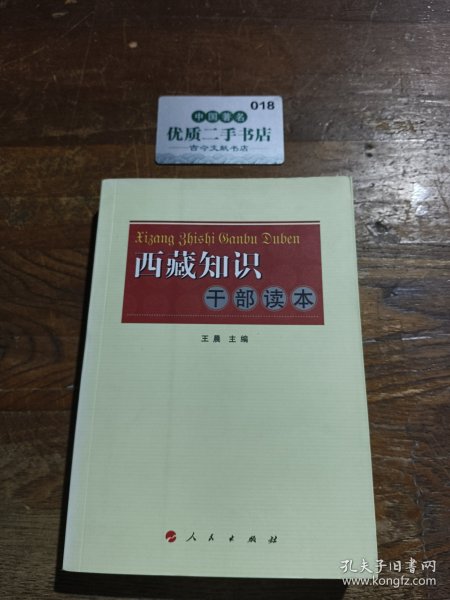 018
中国著名
优质二手书店
古今文献书店
Xizang Zhishi Ganbu Duben
西藏知识
干部读本
王晨 主编
人民出版社
孔夫子旧书网
www.kongfz.com